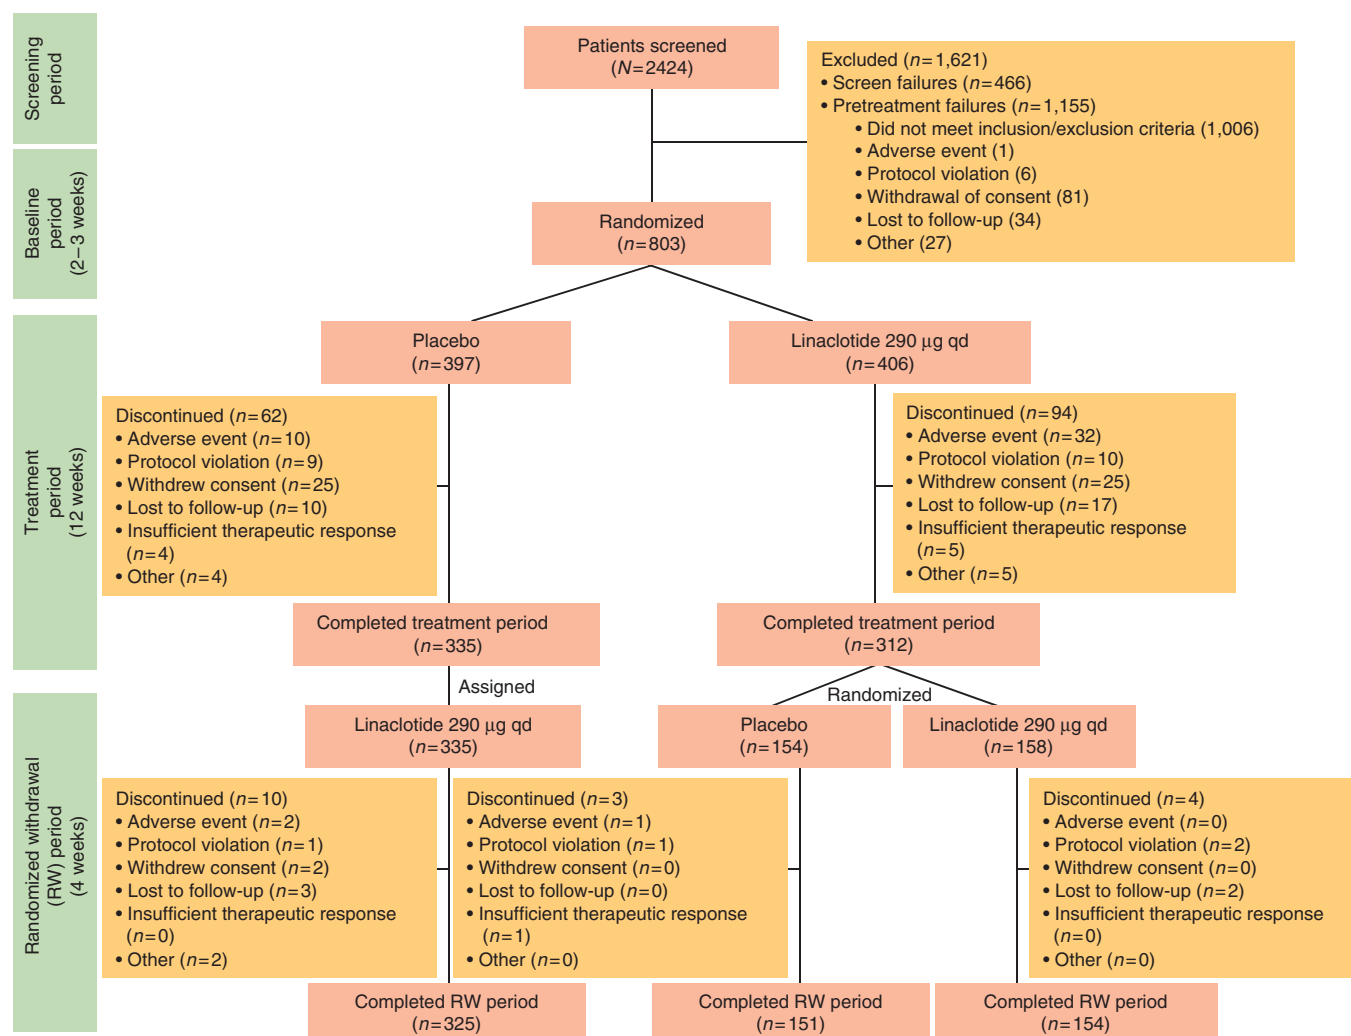 Screening
period
Patients screened
(N=2424)
Excluded (n=1,621)
• Screen failures (n=466)
• Pretreatment failures (n=1,155)
• Did not meet inclusion/exclusion criteria (1,006)
• Adverse event (1)
• Protocol violation (6)
• Withdrawal of consent (81)
• Lost to follow-up (34)
• Other (27)
Baseline
period
(2–3 weeks)
Randomized
(n=803)
Treatment
period
(12 weeks)
Placebo
(n=397)
Linaclotide 290 μg qd
(n=406)
Discontinued (n=62)
• Adverse event (n=10)
• Protocol violation (n=9)
• Withdrew consent (n=25)
• Lost to follow-up (n=10)
• Insufficient therapeutic response
(n=4)
• Other (n=4)
Discontinued (n=94)
• Adverse event (n=32)
• Protocol violation (n=10)
• Withdrew consent (n=25)
• Lost to follow-up (n=17)
• Insufficient therapeutic response
(n=5)
• Other (n=5)
Completed treatment period
(n=335)
Completed treatment period
(n=312)
Assigned
Randomized
Randomized withdrawal
(RW) period
(4 weeks)
Linaclotide 290 μg qd
(n=335)
Placebo
(n=154)
Linaclotide 290 μg qd
(n=158)
Discontinued (n=10)
• Adverse event (n=2)
• Protocol violation (n=1)
• Withdrew consent (n=2)
• Lost to follow-up (n=3)
• Insufficient therapeutic response
(n=0)
• Other (n=2)
Discontinued (n=3)
• Adverse event (n=1)
• Protocol violation (n=1)
• Withdrew consent (n=0)
• Lost to follow-up (n=0)
• Insufficient therapeutic response
(n=1)
• Other (n=0)
Discontinued (n=4)
• Adverse event (n=0)
• Protocol violation (n=2)
• Withdrew consent (n=0)
• Lost to follow-up (n=2)
• Insufficient therapeutic response
(n=0)
• Other (n=0)
Completed RW period
(n=325)
Completed RW period
(n=151)
Completed RW period
(n=154)